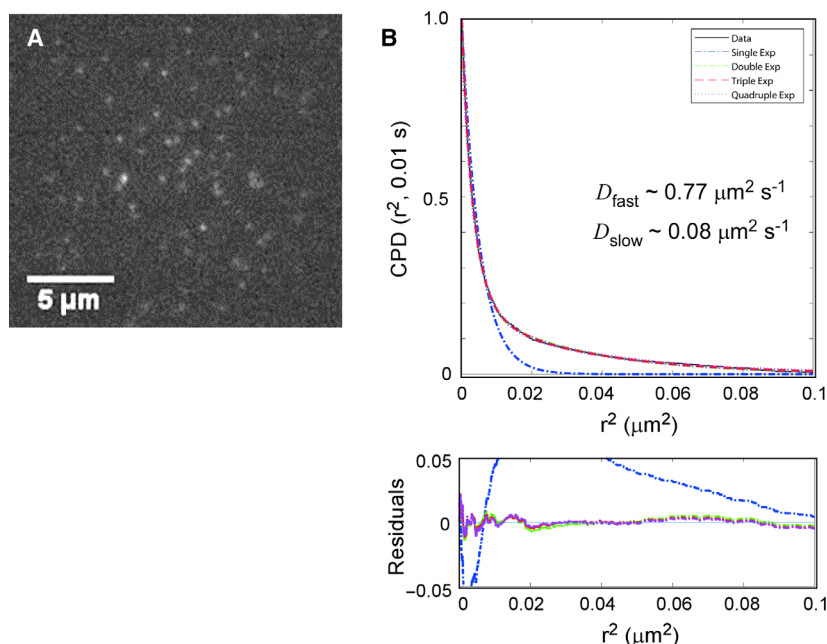 A
5 µm
B
1.0
0.5
0
CPD (r², 0.01 s)
Data
Single Exp
Double Exp
Triple Exp
Quadruple Exp
D_fast ~ 0.77 µm² s⁻¹
D_slow ~ 0.08 µm² s⁻¹
0 0.02 0.04 0.06 0.08 0.1
r² (µm²)
0.05
0
−0.05
Residuals
0 0.02 0.04 0.06 0.08 0.1
r² (µm²)